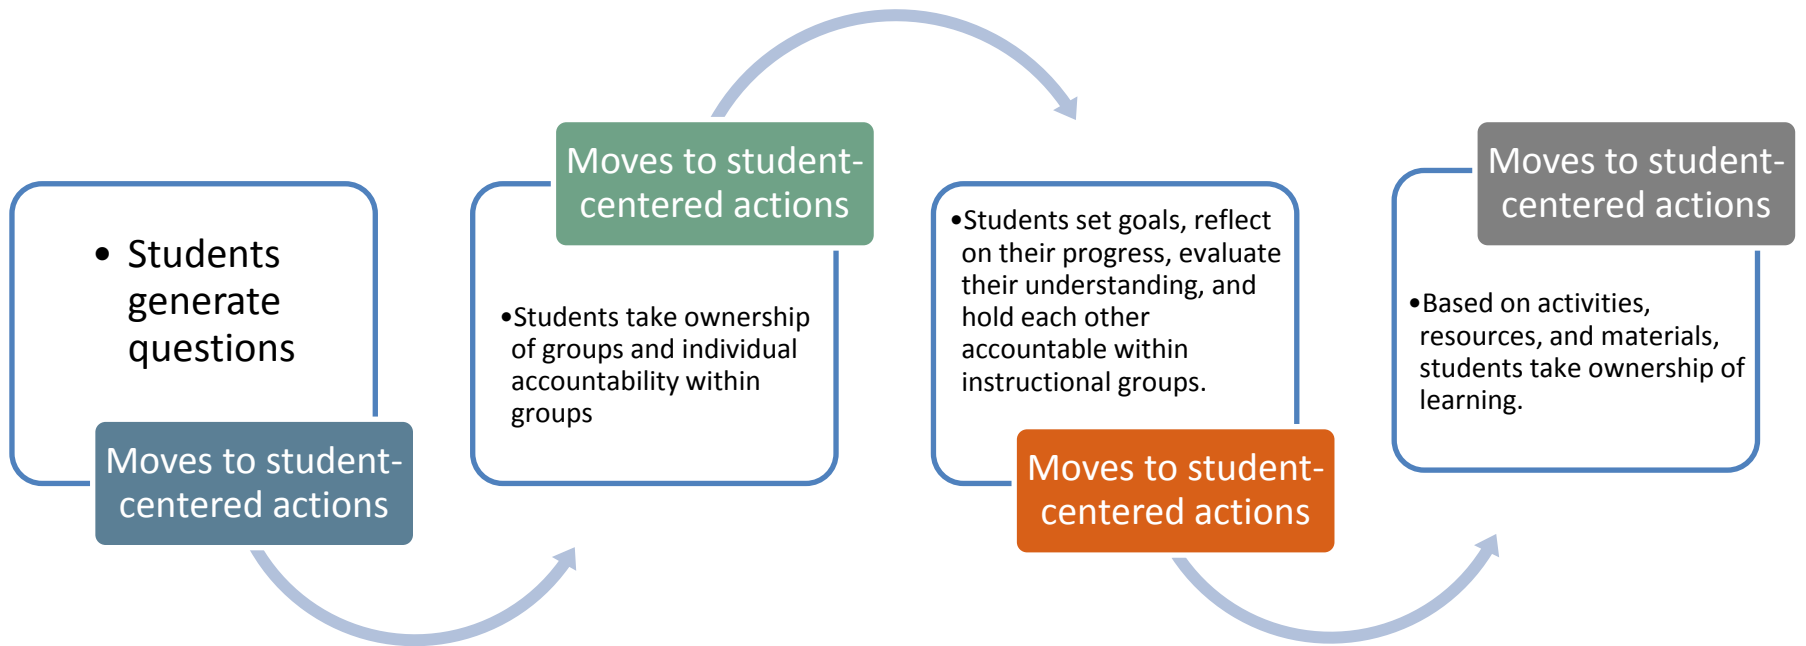 • Students
generate
questions
Moves to student-
centered actions
Moves to student-
centered actions
•Students take ownership
of groups and individual
accountability within
groups
•Students set goals, reflect
on their progress, evaluate
their understanding, and
hold each other
accountable within
instructional groups.
Moves to student-
centered actions
Moves to student-
centered actions
•Based on activities,
resources, and materials,
students take ownership of
learning.